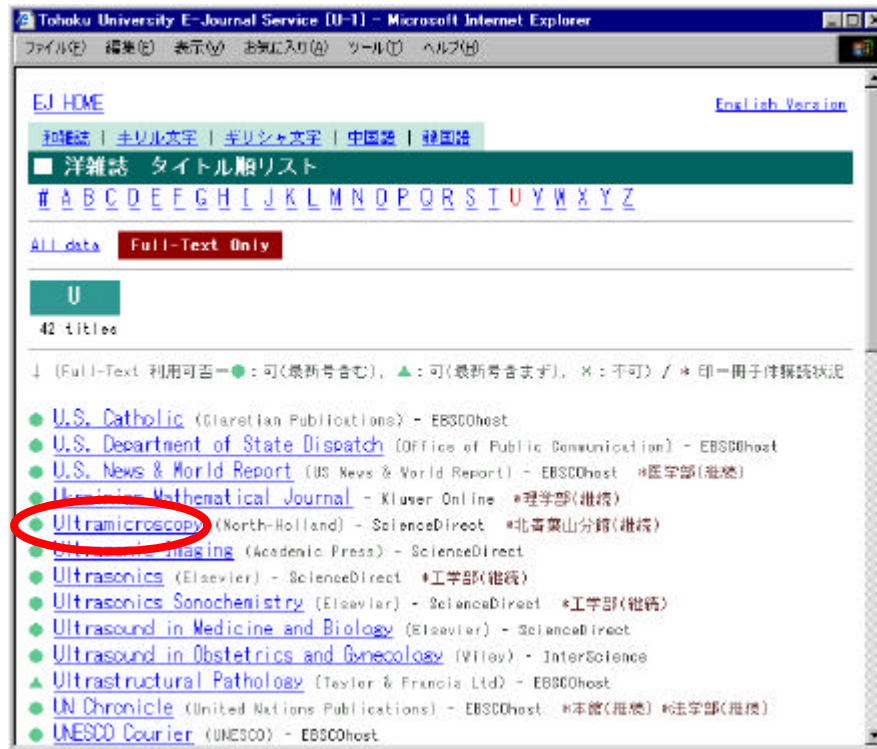 Tohoku University E-Journal Service [U-1] - Microsoft Internet Explorer
ファイル(F) 編集(E) 表示(V) お気に入り(A) ツール(T) ヘルプ(H)
EJ HOME English Version
和雑誌 | キリル文字 | ギリシャ文字 | 中国語 | 韓国語
■ 洋雑誌 タイトル順リスト
# A B C D E F G H I J K L M N O P Q R S T U V W X Y Z
All data Full-Text Only
U
42 titles
↓ (Full-Text 利用可否ー●：可(最新号含む)、▲：可(最新号含まず)、×：不可) / * 印ー冊子体購読状況
● U.S. Catholic (Claretian Publications) - EBSCOhost
● U.S. Department of State Dispatch (Office of Public Communication) - EBSCOhost
● U.S. News & World Report (US News & World Report) - EBSCOhost *医学部(継続)
● Ukrainian Mathematical Journal - Kluwer Online *理学部(継続)
● Ultramicroscopy (North-Holland) - ScienceDirect *北青葉山分館(継続)
● Ultrasonic Imaging (Academic Press) - ScienceDirect
● Ultrasonics (Elsevier) - ScienceDirect *工学部(継続)
● Ultrasonics Sonochemistry (Elsevier) - ScienceDirect *工学部(継続)
● Ultrasound in Medicine and Biology (Elsevier) - ScienceDirect
● Ultrasound in Obstetrics and Gynecology (Wiley) - InterScience
▲ Ultrastructural Pathology (Taylor & Francis Ltd) - EBSCOhost
● UN Chronicle (United Nations Publications) - EBSCOhost *本館(継続) *法学部(継続)
● UNESCO Courier (UNESCO) - EBSCOhost